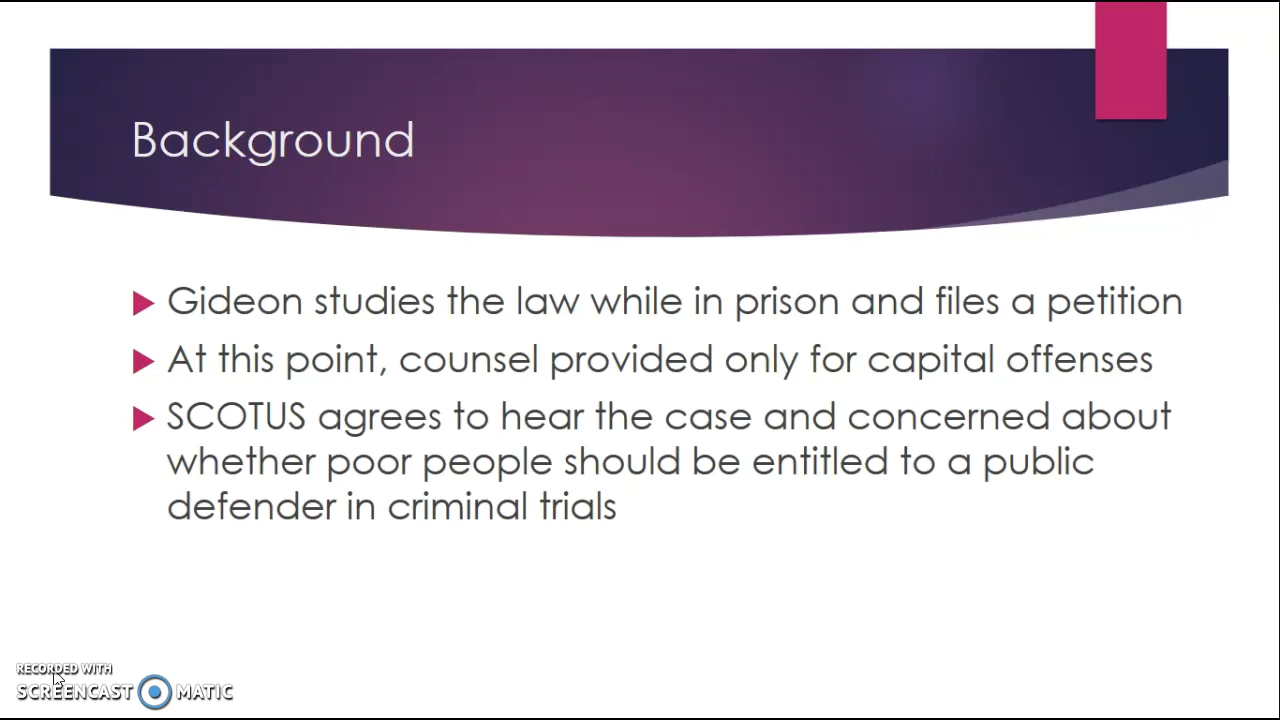 Background
Gideon studies the law while in prison and files a petition
At this point, counsel provided only for capital offenses
SCOTUS agrees to hear the case and concerned about
whether poor people should be entitled to a public
defender in criminal trials
RECORDED WITH
SCREENCAST MATIC